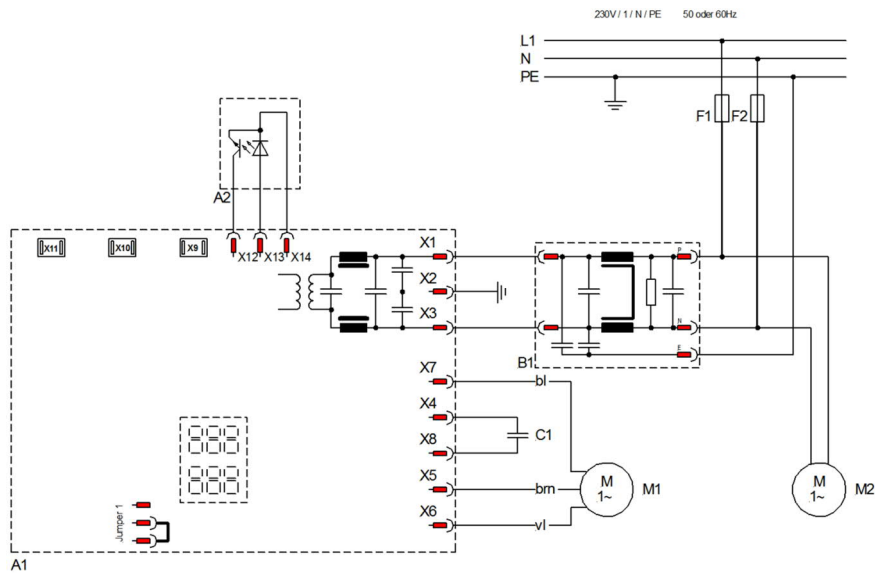 230V / 1 / N / PE 50 oder 60Hz
L1
N
PE
F1 F2
A2
X11 X10 X9
X12 X13 X14
X1
X2
X3
P
N
E
B1
X7
bl
X4
C1
X8
X5
brn
X6
vl
M
1~
M1
M
1~
M2
Jumper 1
A1